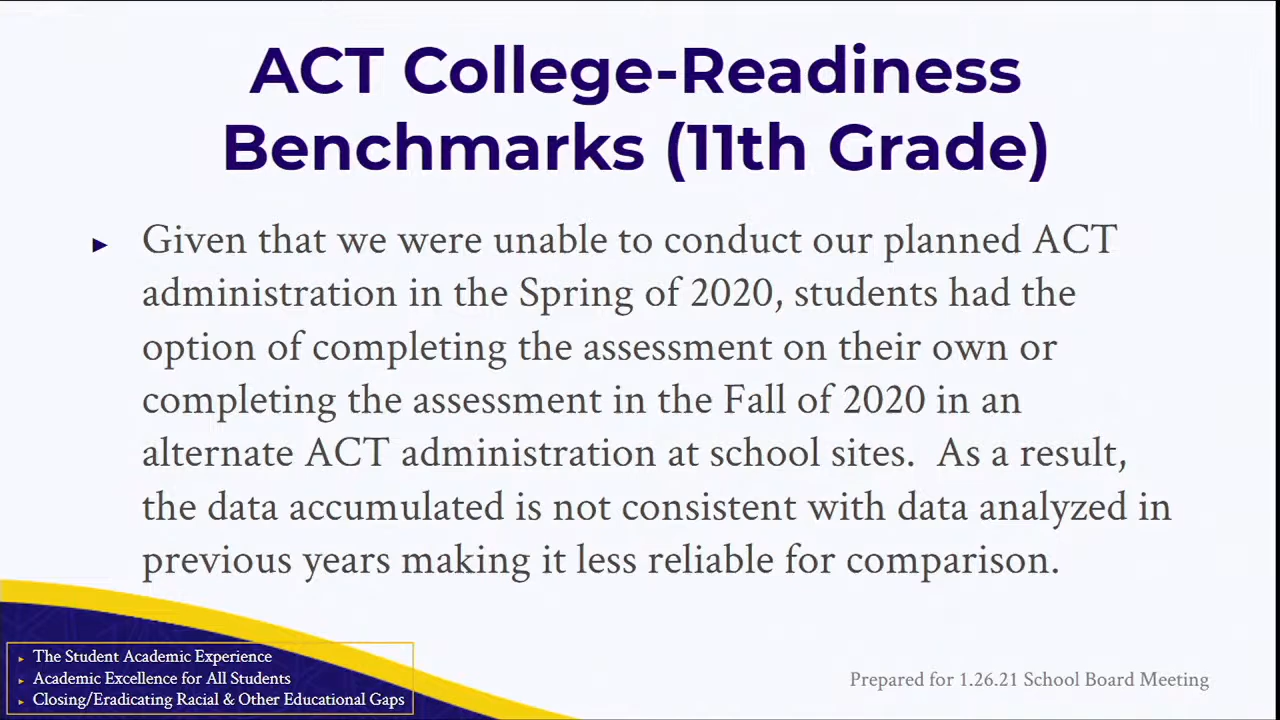 ACT College-Readiness
Benchmarks (11th Grade)
► Given that we were unable to conduct our planned ACT
administration in the Spring of 2020, students had the
option of completing the assessment on their own or
completing the assessment in the Fall of 2020 in an
alternate ACT administration at school sites.  As a result,
the data accumulated is not consistent with data analyzed in
previous years making it less reliable for comparison.
► The Student Academic Experience
► Academic Excellence for All Students
► Closing/Eradicating Racial & Other Educational Gaps
Prepared for 1.26.21 School Board Meeting